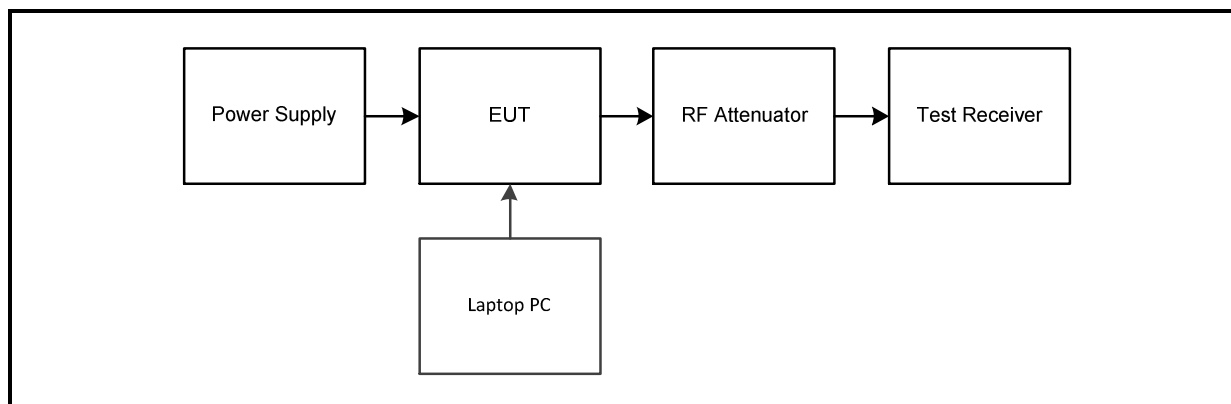 Power Supply
EUT
RF Attenuator
Test Receiver
Laptop PC